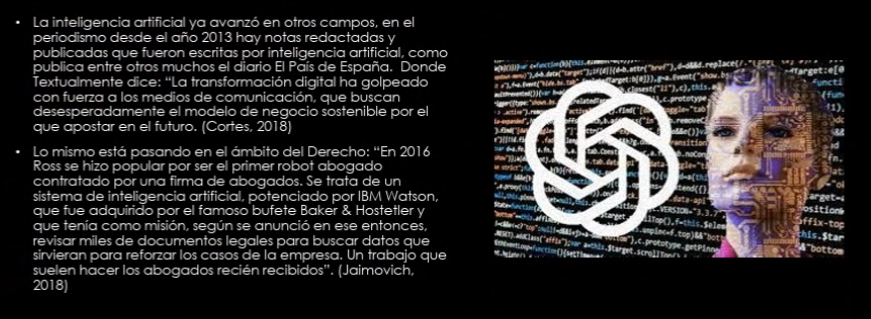 • La inteligencia artificial ya avanzó en otros campos, en el
periodismo desde el año 2013 hay notas redactadas y
publicadas que fueron escritas por inteligencia artificial, como
publica entre otros muchos el diario El País de España. Donde
Textualmente dice: “La transformación digital ha golpeado
con fuerza a los medios de comunicación, que buscan
desesperadamente el modelo de negocio sostenible por el
que apostar en el futuro. (Cortes, 2018)
• Lo mismo está pasando en el ámbito del Derecho: “En 2016
Ross se hizo popular por ser el primer robot abogado
contratado por una firma de abogados. Se trata de un
sistema de inteligencia artificial, potenciado por IBM Watson,
que fue adquirido por el famoso bufete Baker & Hostetler y
que tenía como misión, según se anunció en ese entonces,
revisar miles de documentos legales para buscar datos que
sirvieran para reforzar los casos de la empresa. Un trabajo que
suelen hacer los abogados recién recibidos”. (Jaimovich,
2018)